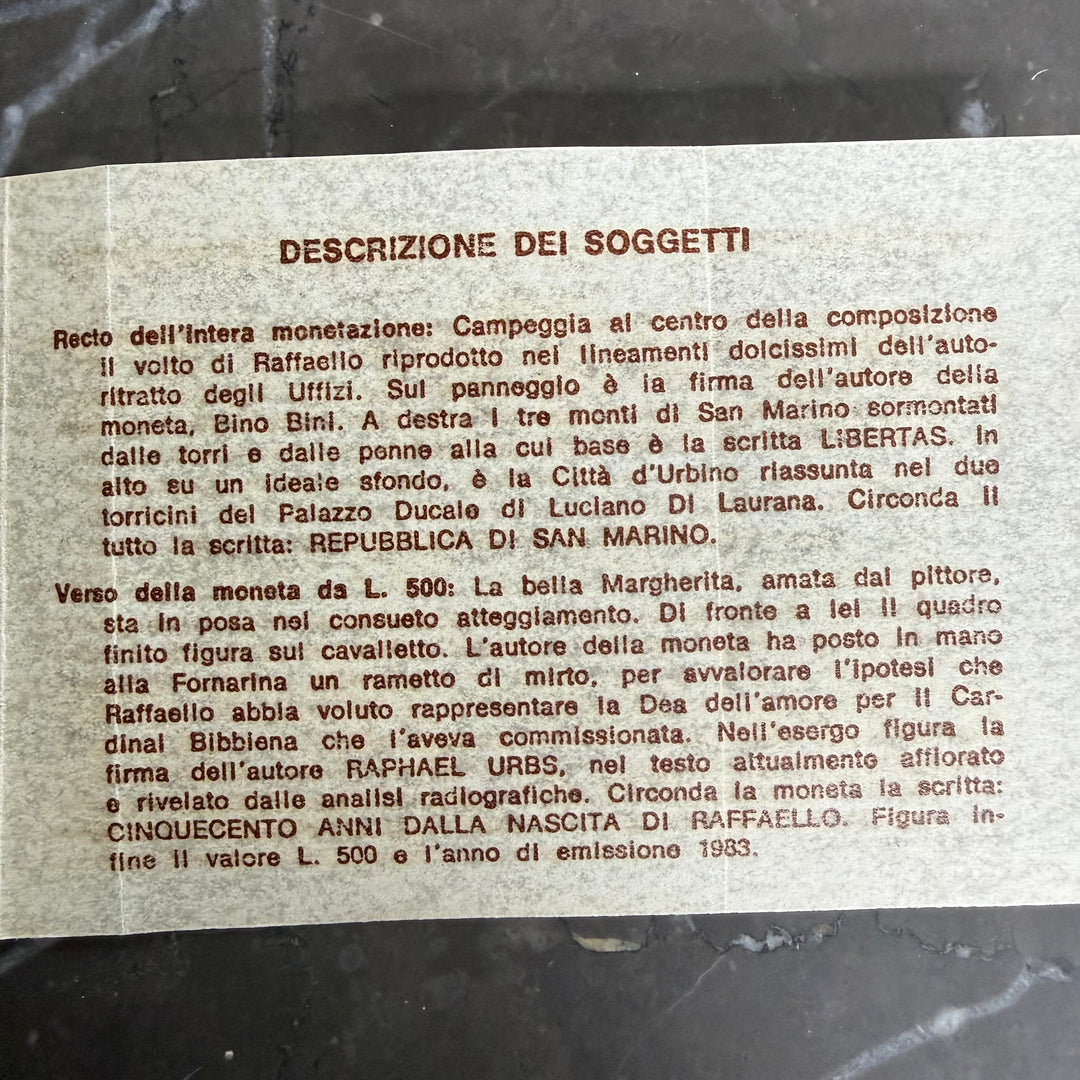 DESCRIZIONE DEI SOGGETTI
Recto dell'intera monetazione: Campeggia al centro della composizione
il volto di Raffaello riprodotto nei lineamenti dolcissimi dell'auto-
ritratto degli Uffizi. Sul panneggio è la firma dell'autore della
moneta, Bino Bini. A destra i tre monti di San Marino sormontati
dalle torri e dalle penne alla cui base è la scritta LIBERTAS. In
alto su un ideale sfondo, è la Città d'Urbino riassunta nei due
torricini del Palazzo Ducale di Luciano Di Laurana. Circonda il
tutto la scritta: REPUBBLICA DI SAN MARINO.
Verso della moneta da L. 500: La bella Margherita, amata dal pittore,
sta in posa nel consueto atteggiamento. Di fronte a lei il quadro
finito figura sul cavalletto. L'autore della moneta ha posto in mano
alla Fornarina un rametto di mirto, per avvalorare l'ipotesi che
Raffaello abbia voluto rappresentare la Dea dell'amore per il Car-
dinal Bibbiena che l'aveva commissionata. Nell'esergo figura la
firma dell'autore RAPHAEL URBS, nel testo attualmente affiorato
e rivelato dalle analisi radiografiche. Circonda la moneta la scritta:
CINQUECENTO ANNI DALLA NASCITA DI RAFFAELLO. Figura in-
fine il valore L. 500 e l'anno di emissione 1983.